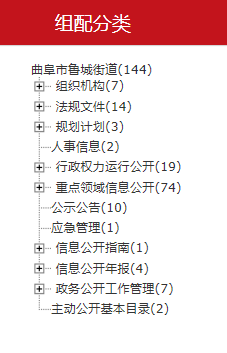 组配分类
曲阜市鲁城街道(144)
组织机构(7)
法规文件(14)
规划计划(3)
人事信息(2)
行政权力运行公开(19)
重点领域信息公开(74)
公示公告(10)
应急管理(1)
信息公开指南(1)
信息公开年报(4)
政务公开工作管理(7)
主动公开基本目录(2)